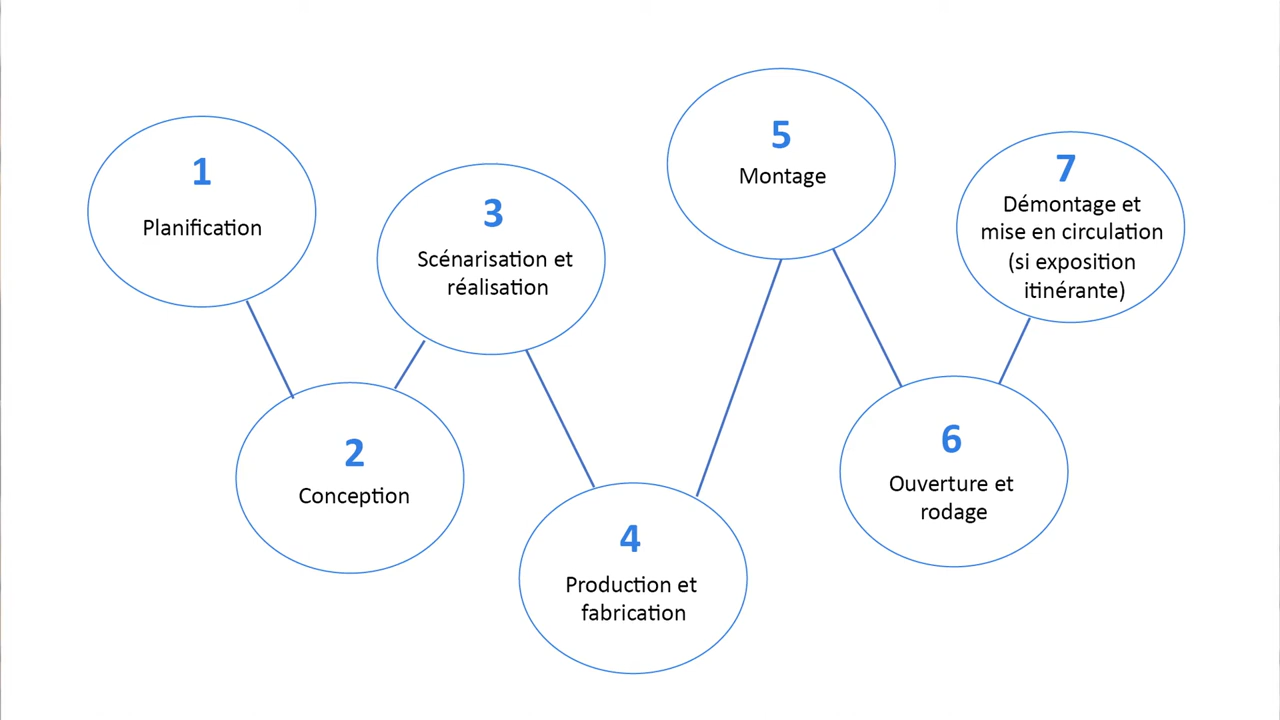 1
Planification
2
Conception
3
Scénarisation et
réalisation
4
Production et
fabrication
5
Montage
6
Ouverture et
rodage
7
Démontage et
mise en circulation
(si exposition
itinérante)